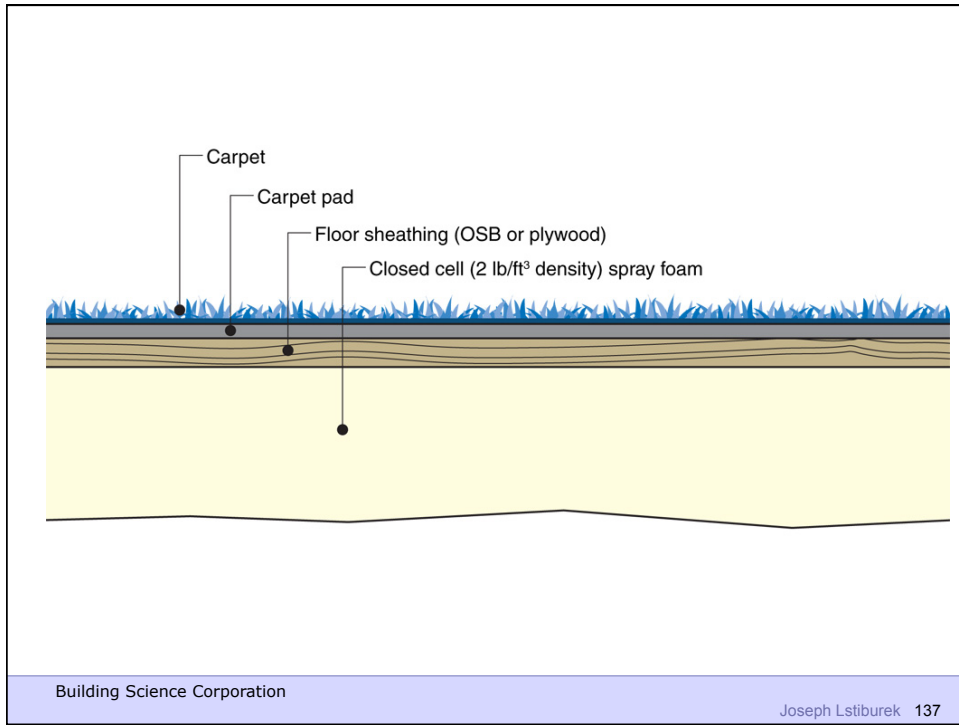 Carpet
Carpet pad
Floor sheathing (OSB or plywood)
Closed cell (2 lb/ft³ density) spray foam
Building Science Corporation
Joseph Lstiburek 137